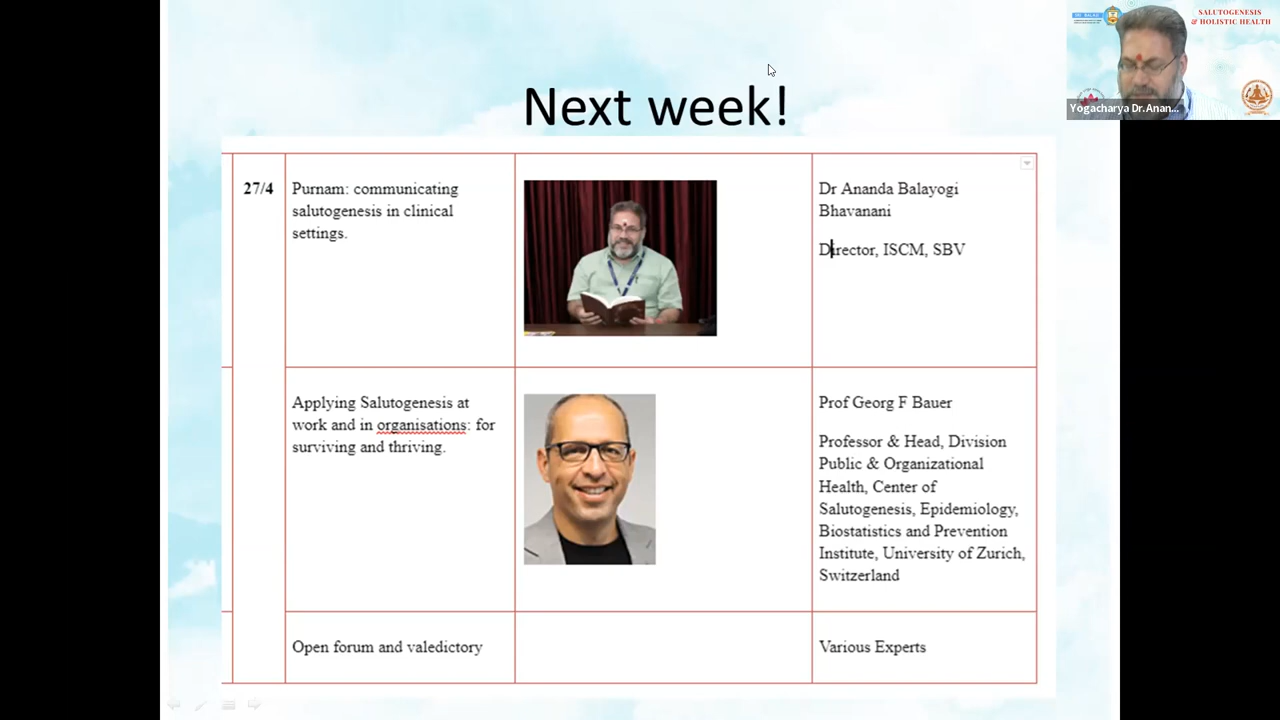 SALUTOGENESIS
& HOLISTIC HEALTH
SRI BALAJI
Yogacharya Dr.Anan...
Next week!
27/4
Purnam: communicating
salutogenesis in clinical
settings.
Dr Ananda Balayogi
Bhavanani
Director, ISCM, SBV
Applying Salutogenesis at
work and in organisations: for
surviving and thriving.
Prof Georg F Bauer
Professor & Head, Division
Public & Organizational
Health, Center of
Salutogenesis, Epidemiology,
Biostatistics and Prevention
Institute, University of Zurich,
Switzerland
Open forum and valedictory
Various Experts